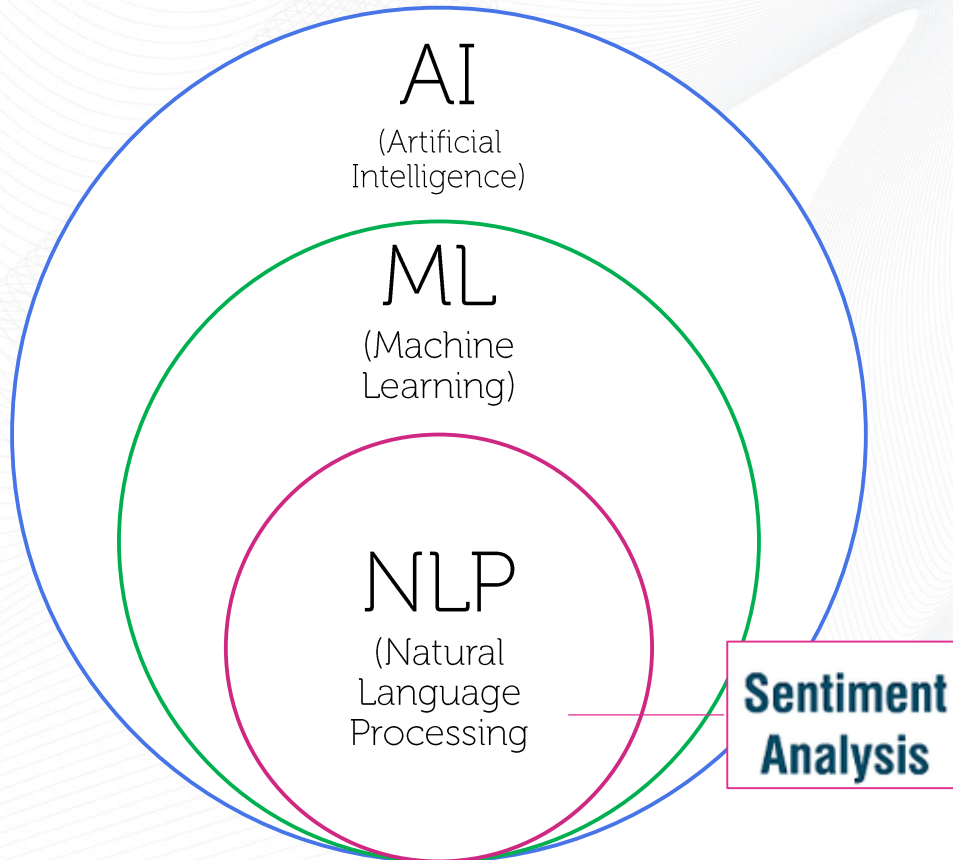 AI
(Artificial
Intelligence)
ML
(Machine
Learning)
NLP
(Natural
Language
Processing
Sentiment
Analysis